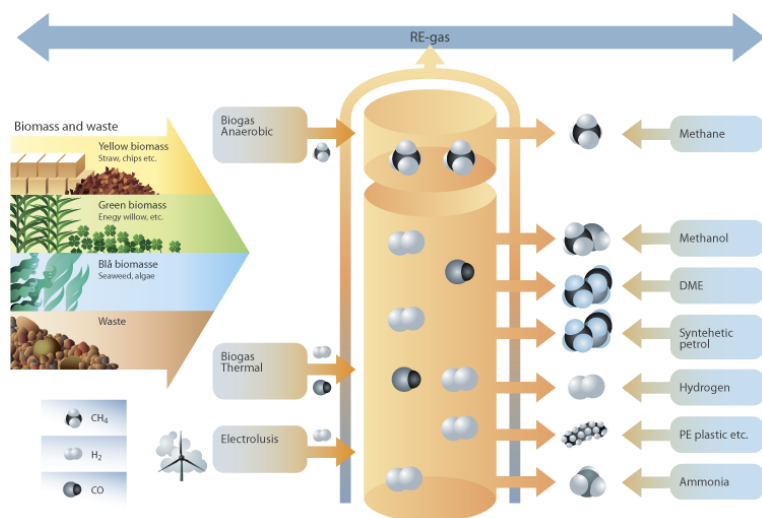 RE-gas
Biomass and waste
Yellow biomass
Straw, chips etc.
Green biomass
Enegy willow, etc.
Blå biomasse
Seaweed, algae
Waste
CH4
H2
CO
Biogas
Anaerobic
Biogas
Thermal
Electrolusis
Methane
Methanol
DME
Syntehetic
petrol
Hydrogen
PE plastic etc.
Ammonia